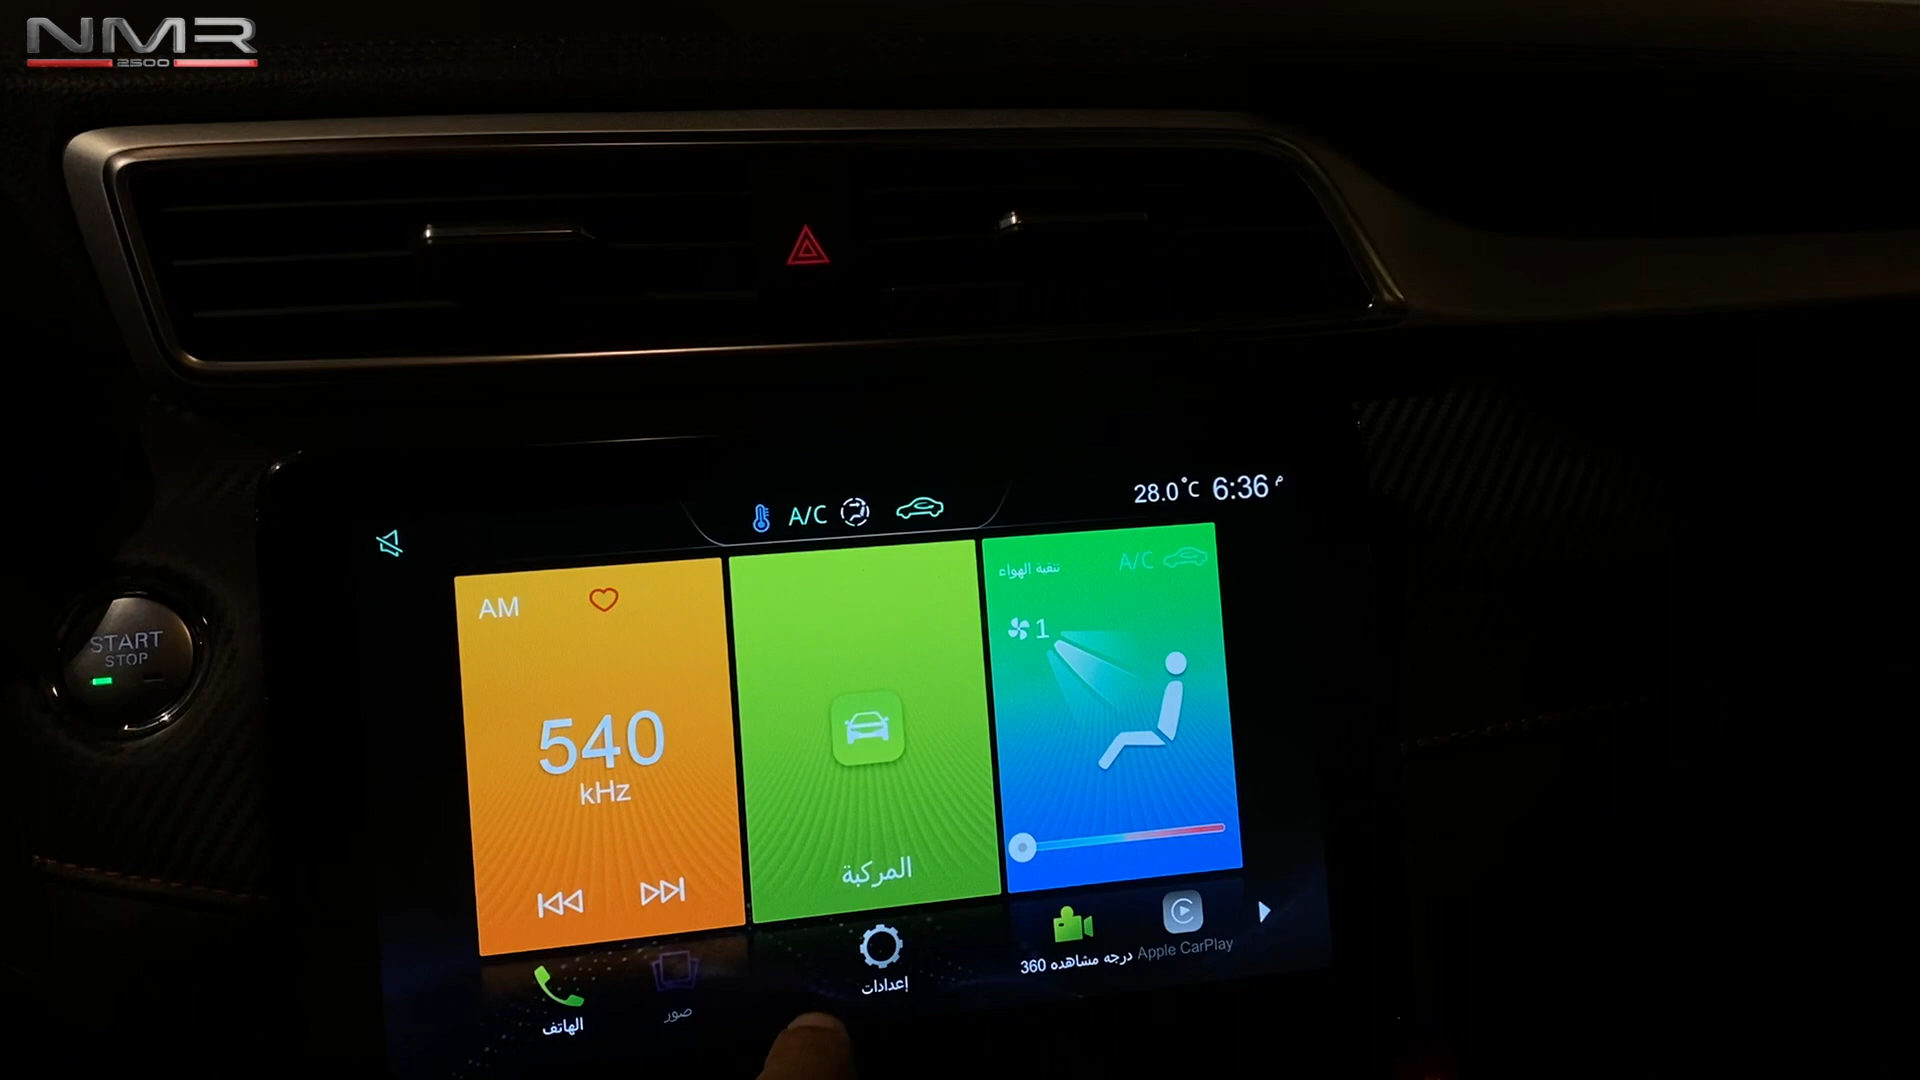 NMR
2500
START
STOP
A/C
28.0°C 6:36 م
AM
540
kHz
المركبة
تنقية الهواء
A/C
1
الهاتف
صور
إعدادات
درجه مشاهده 360
Apple CarPlay